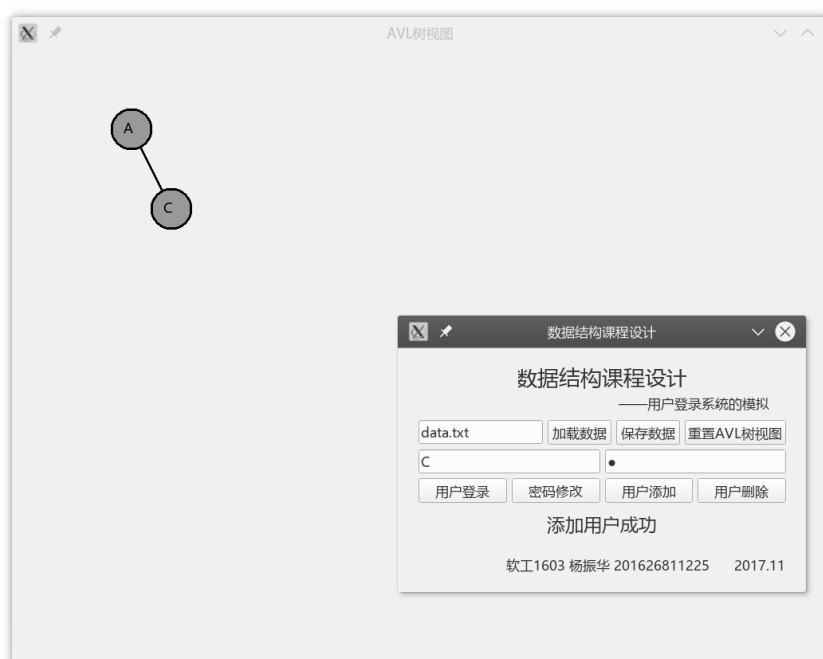 AVL树视图
A
C
数据结构课程设计
数据结构课程设计
——用户登录系统的模拟
data.txt 加载数据 保存数据 重置AVL树视图
C ●
用户登录 密码修改 用户添加 用户删除
添加用户成功
软工1603 杨振华 201626811225 2017.11